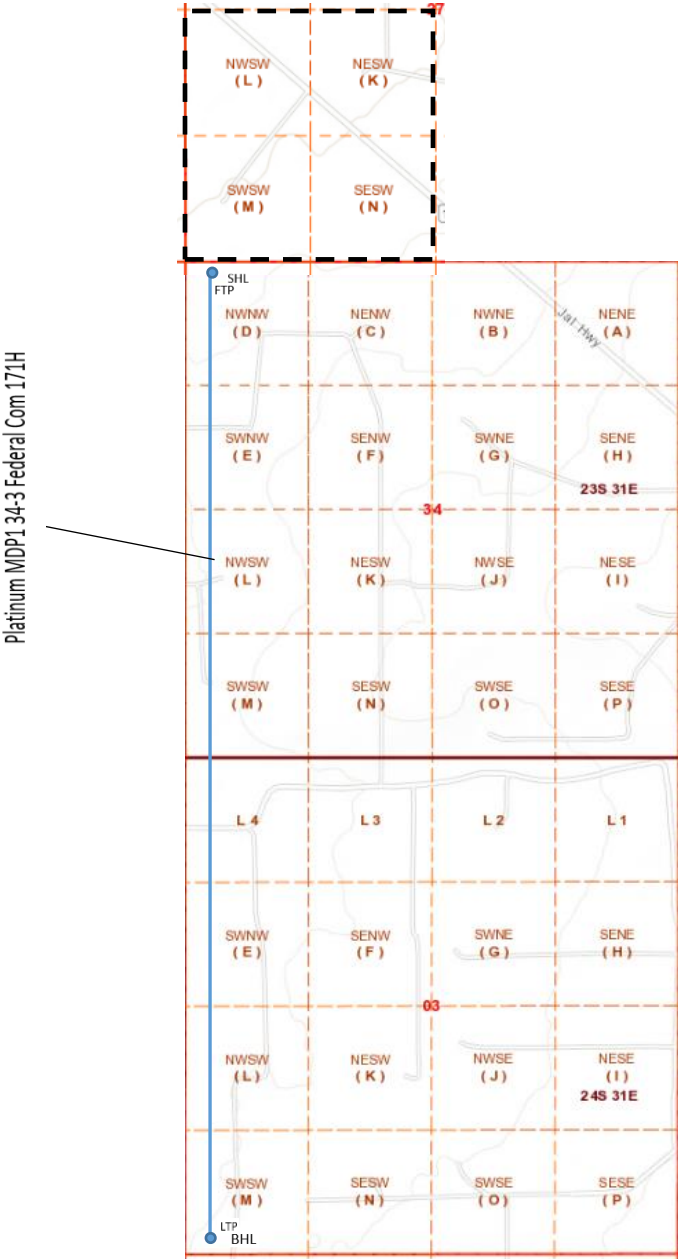 27
NWSW
(L)
NESW
(K)
SWSW
(M)
SESW
(N)
SHL
FTP
NWNW
(D)
NENW
(C)
NWNE
(B)
NENE
(A)
Jal Hwy
SWNW
(E)
SENW
(F)
SWNE
(G)
SENE
(H)
23S 31E
34
Platinum MDP1 34-3 Federal Com 171H
NWSW
(L)
NESW
(K)
NWSE
(J)
NESE
(I)
SWSW
(M)
SESW
(N)
SWSE
(O)
SESE
(P)
L 4
L 3
L 2
L 1
SWNW
(E)
SENW
(F)
SWNE
(G)
SENE
(H)
03
NWSW
(L)
NESW
(K)
NWSE
(J)
NESE
(I)
24S 31E
SWSW
(M)
SESW
(N)
SWSE
(O)
SESE
(P)
LTP
BHL